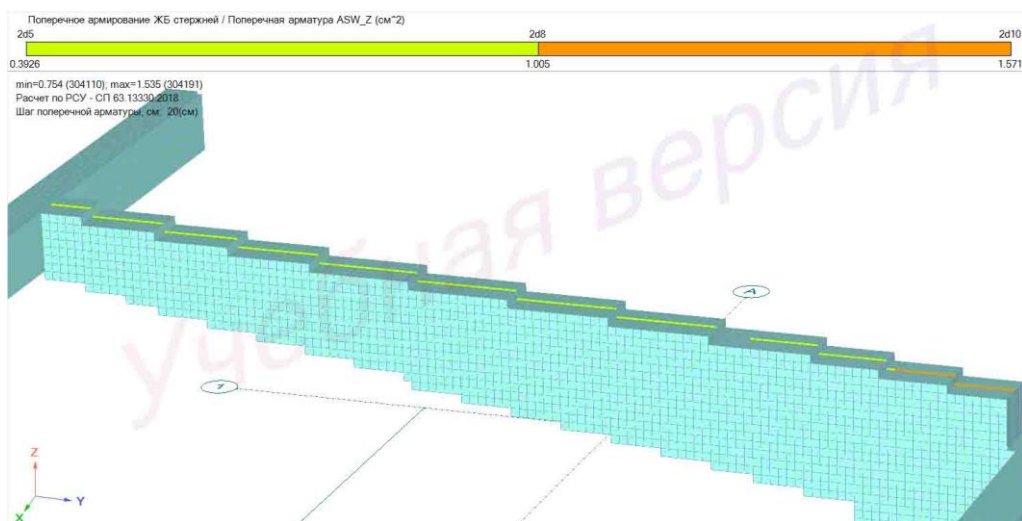 Поперечное армирование ЖБ стержней / Поперечная арматура ASW_Z (см^2)
2d5 2d8 2d10
0.3926 1.005 1.571
min=0.754 (304110); max=1.535 (304191)
Расчет по РСУ - СП 63.13330.2018
Шаг поперечной арматуры, см: 20(см)
Учебная версия
А
7
Z
Y
X